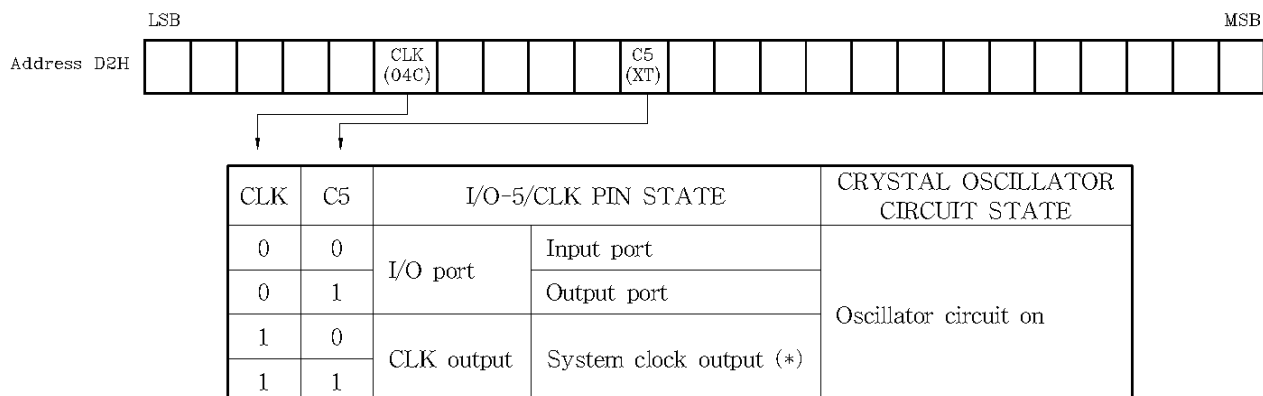 LSB MSB
Address D2H CLK (04C) C5 (XT)
CLK C5 I/O-5/CLK PIN STATE CRYSTAL OSCILLATOR CIRCUIT STATE
0 0 I/O port Input port Oscillator circuit on
0 1 Output port
1 0 CLK output System clock output (*)
1 1